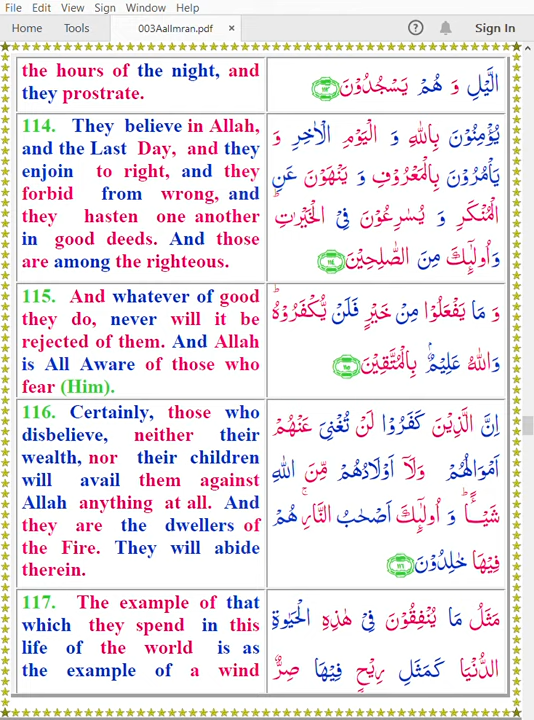 File Edit View Sign Window Help
Home Tools 003AalImran.pdf × Sign In
the hours of the night, and
they prostrate.
الَّيْلِ وَ هُمْ يَسْجُدُوْنَ ﴿۱۱۳﴾
114. They believe in Allah,
and the Last Day, and they
enjoin to right, and they
forbid from wrong, and
they hasten one another
in good deeds. And those
are among the righteous.
يُؤْمِنُوْنَ بِاللّٰهِ وَ الْيَوْمِ الْاٰخِرِ وَ
يَاْمُرُوْنَ بِالْمَعْرُوْفِ وَ يَنْهَوْنَ عَنِ
الْمُنْكَرِ وَ يُسٰرِعُوْنَ فِى الْخَيْرٰتِؕ
وَاُولٰٓئِكَ مِنَ الصّٰلِحِيْنَ ﴿۱۱۴﴾
115. And whatever of good
they do, never will it be
rejected of them. And Allah
is All Aware of those who
fear (Him).
وَ مَا يَفْعَلُوْا مِنْ خَيْرٍ فَلَنْ يُّكْفَرُوْهُؕ
وَاللّٰهُ عَلِيْمٌۢ بِالْمُتَّقِيْنَ ﴿۱۱۵﴾
116. Certainly, those who
disbelieve, neither their
wealth, nor their children
will avail them against
Allah anything at all. And
they are the dwellers of
the Fire. They will abide
therein.
اِنَّ الَّذِيْنَ كَفَرُوْا لَنْ تُغْنِىَ عَنْهُمْ
اَمْوَالُهُمْ وَلَاۤ اَوْلَادُهُمْ مِّنَ اللّٰهِ
شَيْـًٔـاؕ وَ اُولٰٓئِكَ اَصْحٰبُ النَّارِۚ هُمْ
فِيْهَا خٰلِدُوْنَ ﴿۱۱۶﴾
117. The example of that
which they spend in this
life of the world is as
the example of a wind
مَثَلُ مَا يُنْفِقُوْنَ فِىْ هٰذِهِ الْحَيٰوةِ
الدُّنْيَا كَمَثَلِ رِيْحٍ فِيْهَا صِرٌّ